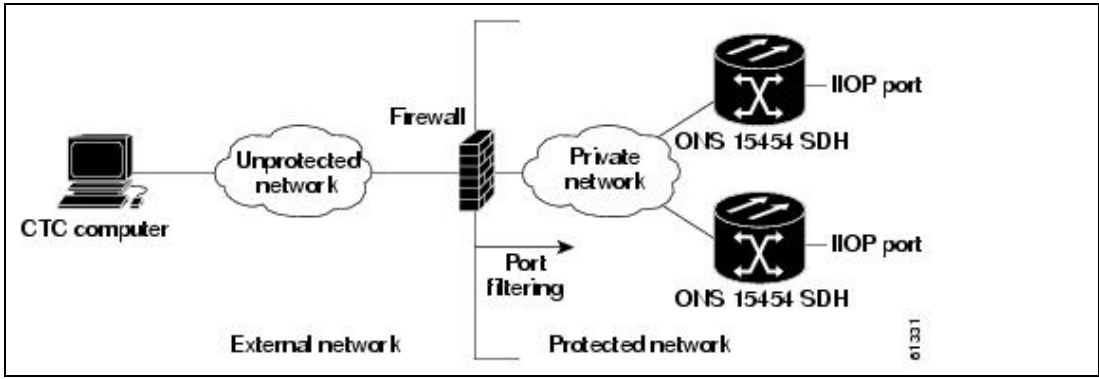 IIOP port
Firewall
ONS 15454 SDH
Unprotected
network
Private
network
CTC computer
IIOP port
Port
filtering
ONS 15454 SDH
External network
Protected network
61331